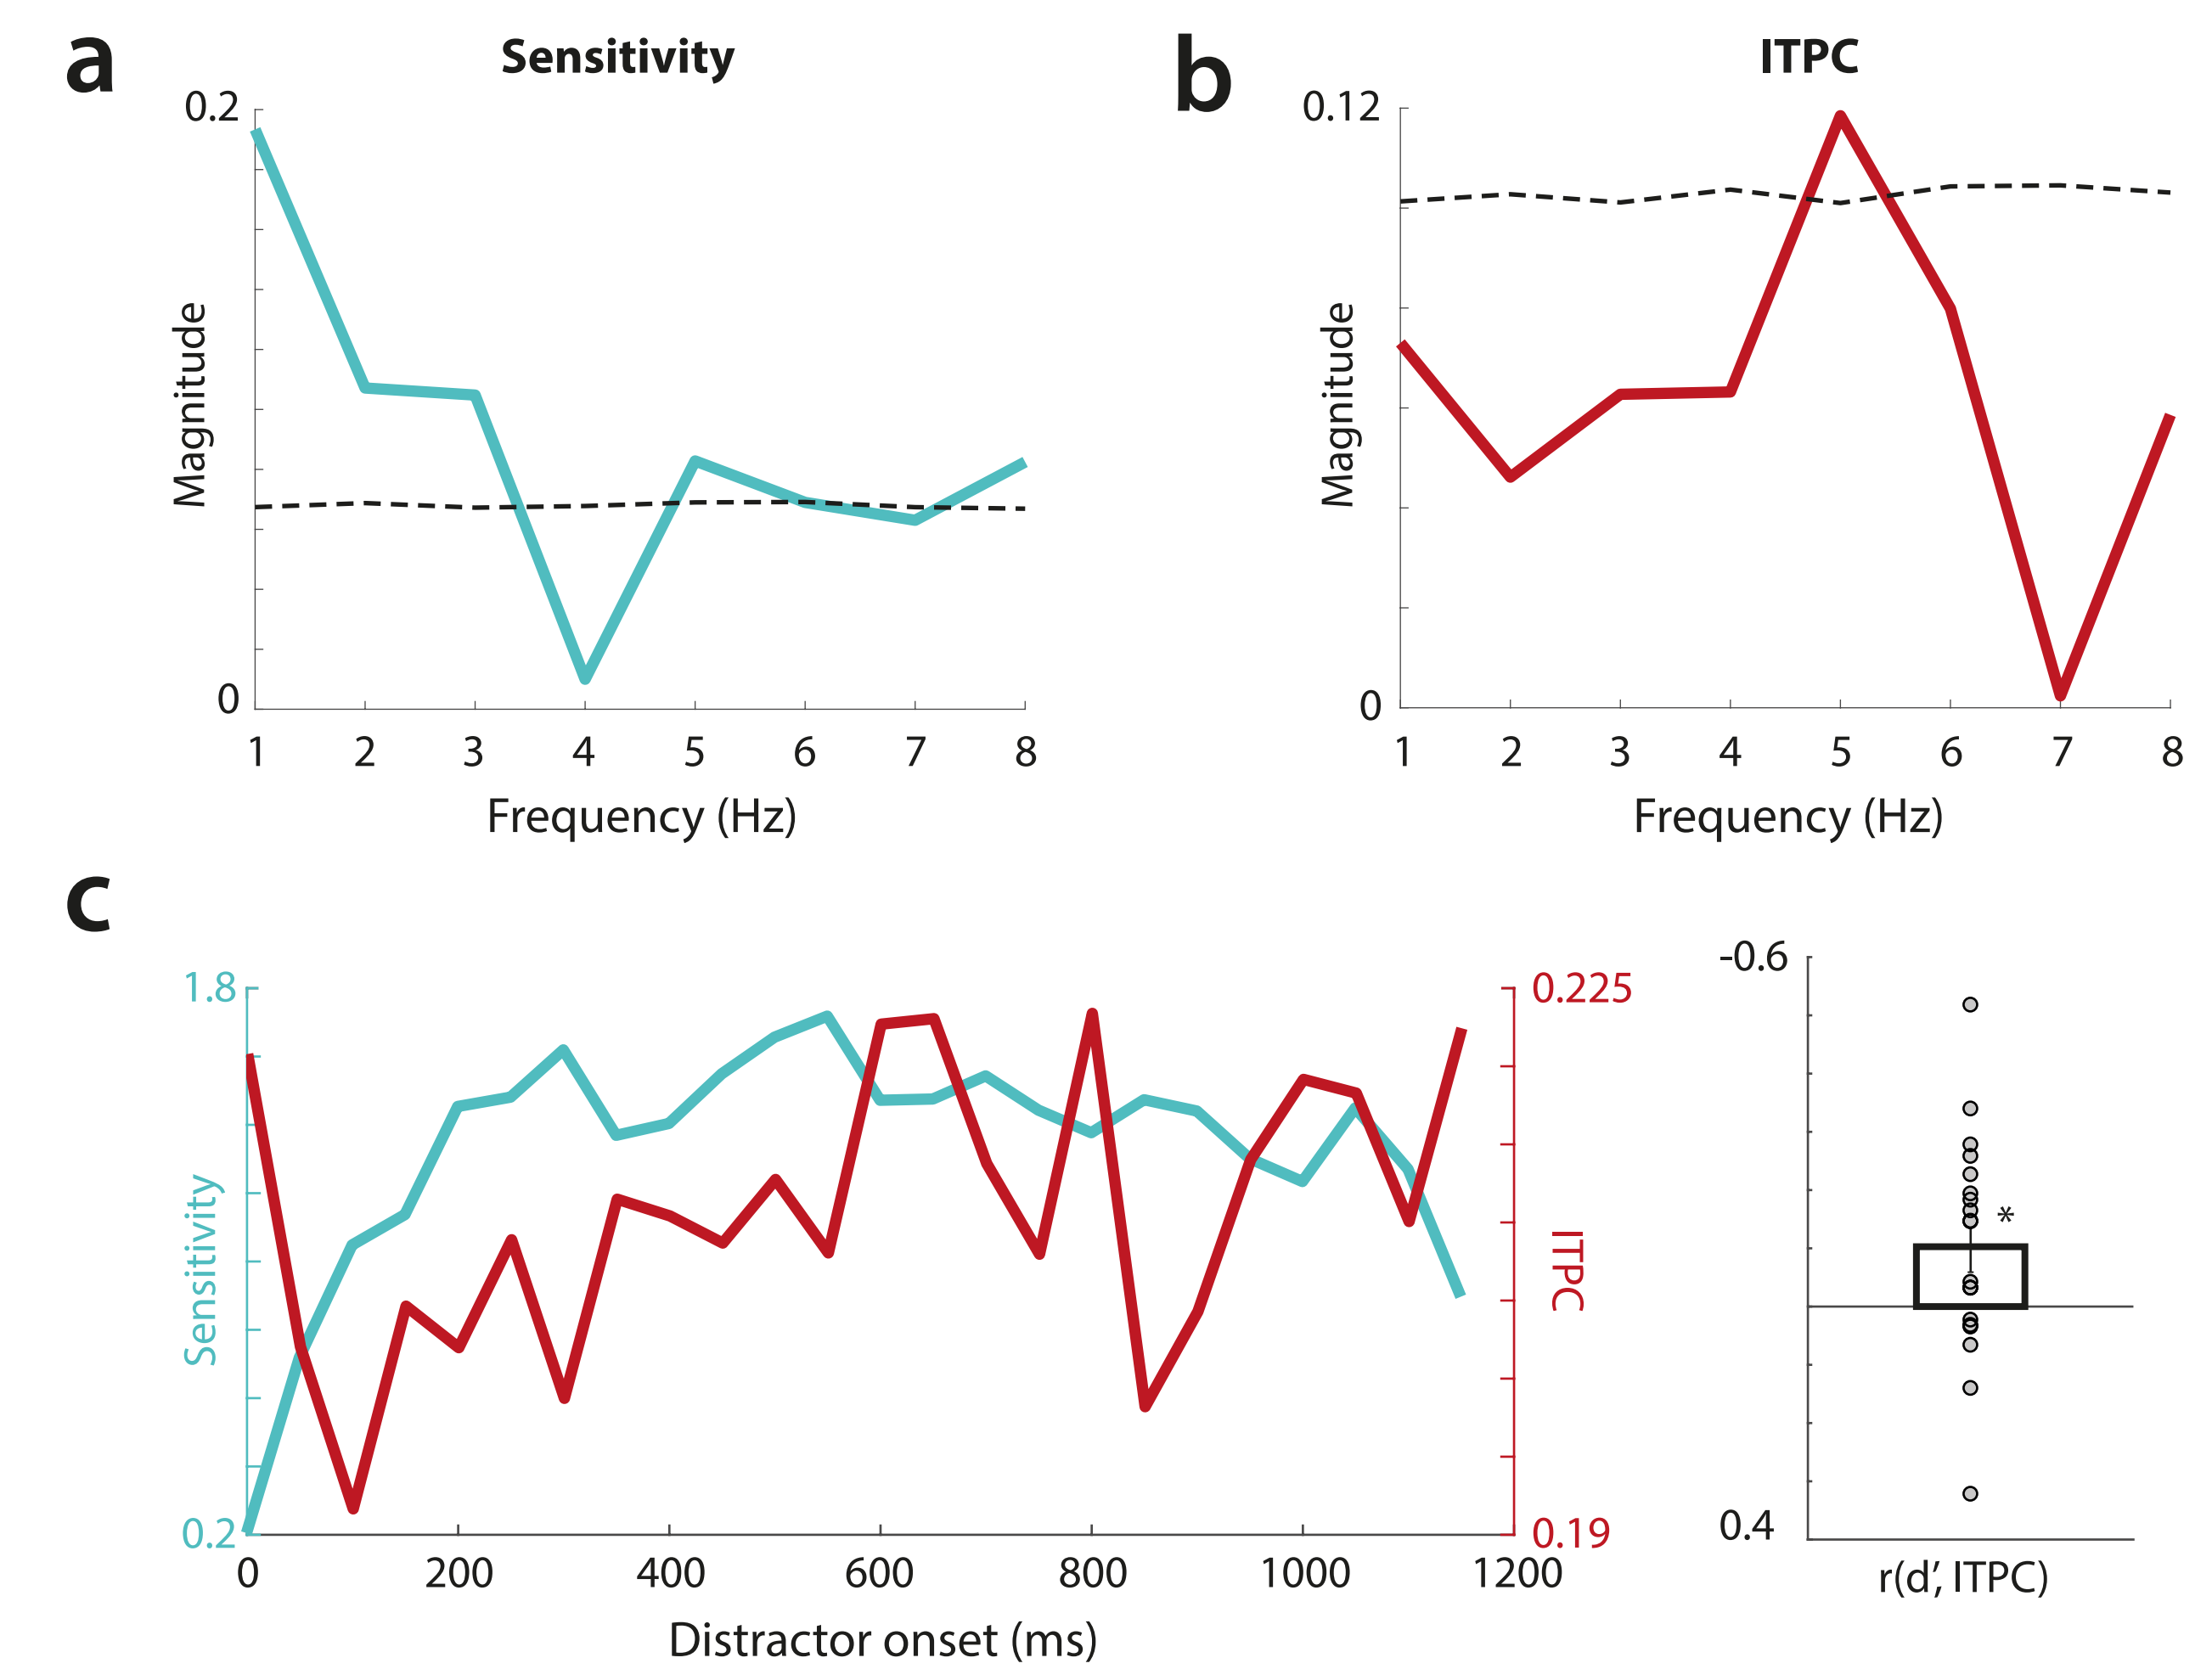 a
Sensitivity
0.2
Magnitude
0
1 2 3 4 5 6 7 8
Frequency (Hz)
b
ITPC
0.12
Magnitude
0
1 2 3 4 5 6 7 8
Frequency (Hz)
c
1.8
Sensitivity
0.2
0 200 400 600 800 1000 1200
Distractor onset (ms)
0.225
ITPC
0.19
-0.6
*
0.4
r(d’, ITPC)